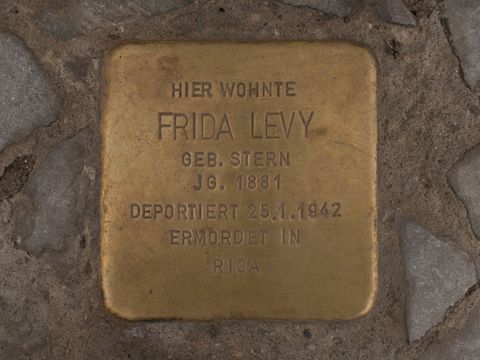 HIER WOHNTE
FRIDA LEVY
GEB. STERN
JG. 1881
DEPORTIERT 25.1.1942
ERMORDET IN
RIGA